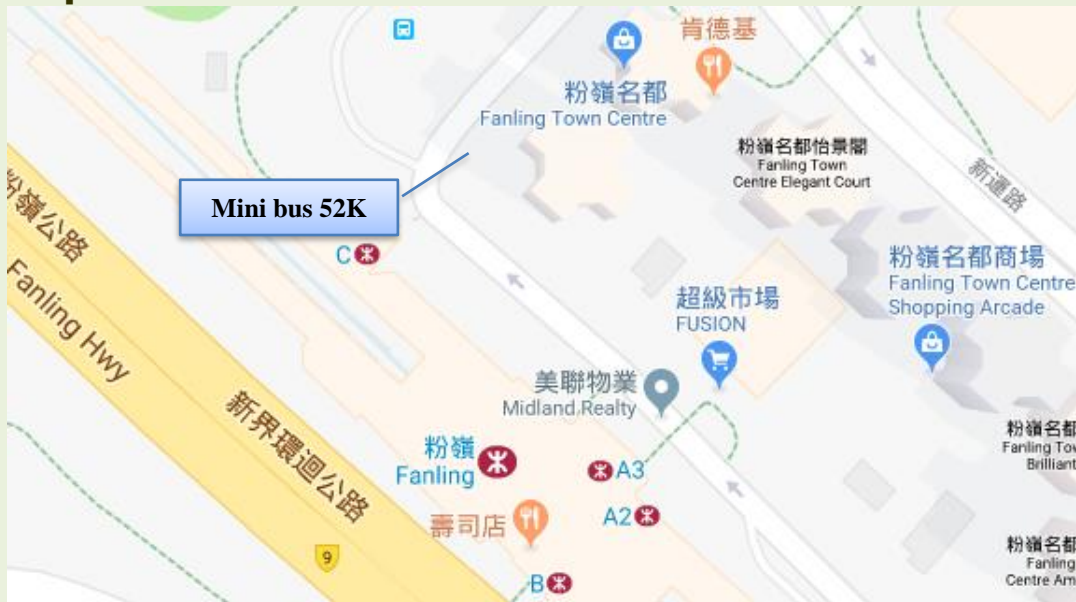 肯德基
粉嶺名都
Fanling Town Centre
粉嶺名都怡景閣
Fanling Town
Centre Elegant Court
新運路
Mini bus 52K
粉嶺公路
Fanling Hwy
C
粉嶺名都商場
Fanling Town Centre
Shopping Arcade
超級市場
FUSION
美聯物業
Midland Realty
新界環迴公路
粉嶺
Fanling
A3
A2
壽司店
B
9
粉嶺名都
Fanling Tow
Brilliant
粉嶺名都
Fanling
Centre Am